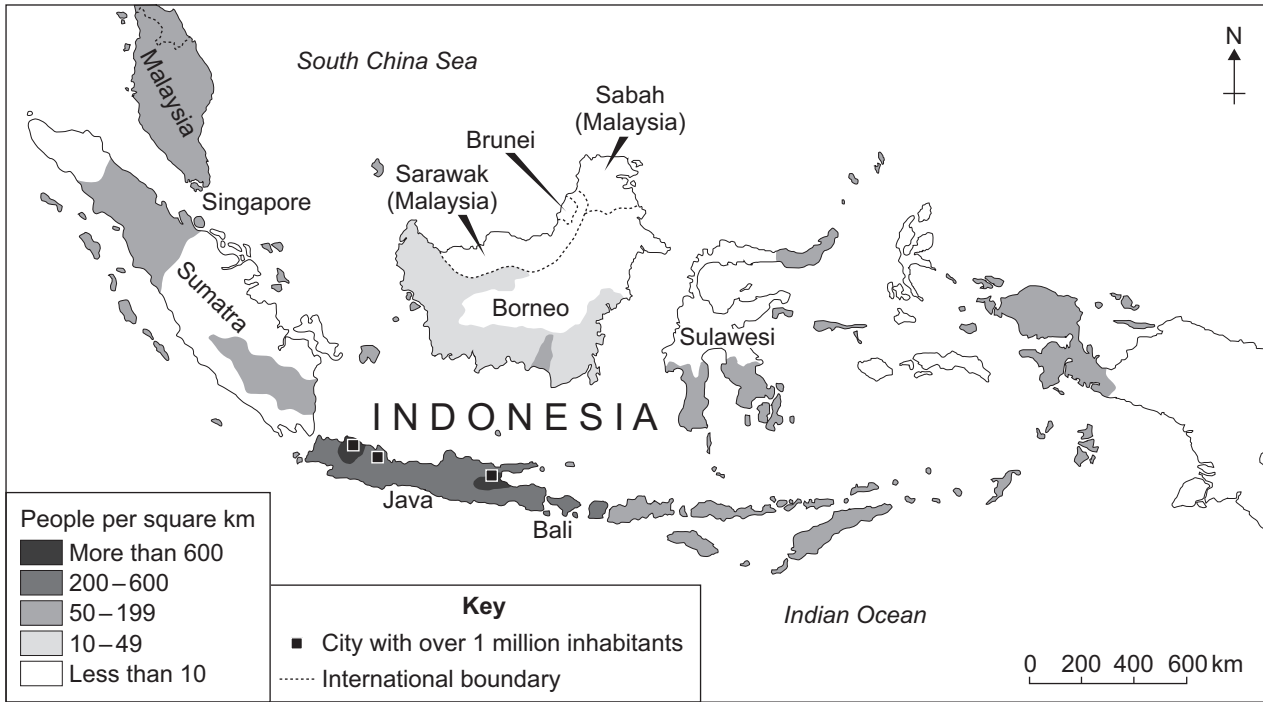 South China Sea
N
Malaysia
Sabah
(Malaysia)
Brunei
Sarawak
(Malaysia)
Singapore
Sumatra
Borneo
Sulawesi
INDONESIA
Java
Bali
People per square km
More than 600
200–600
50–199
10–49
Less than 10
Key
City with over 1 million inhabitants
International boundary
Indian Ocean
0 200 400 600 km